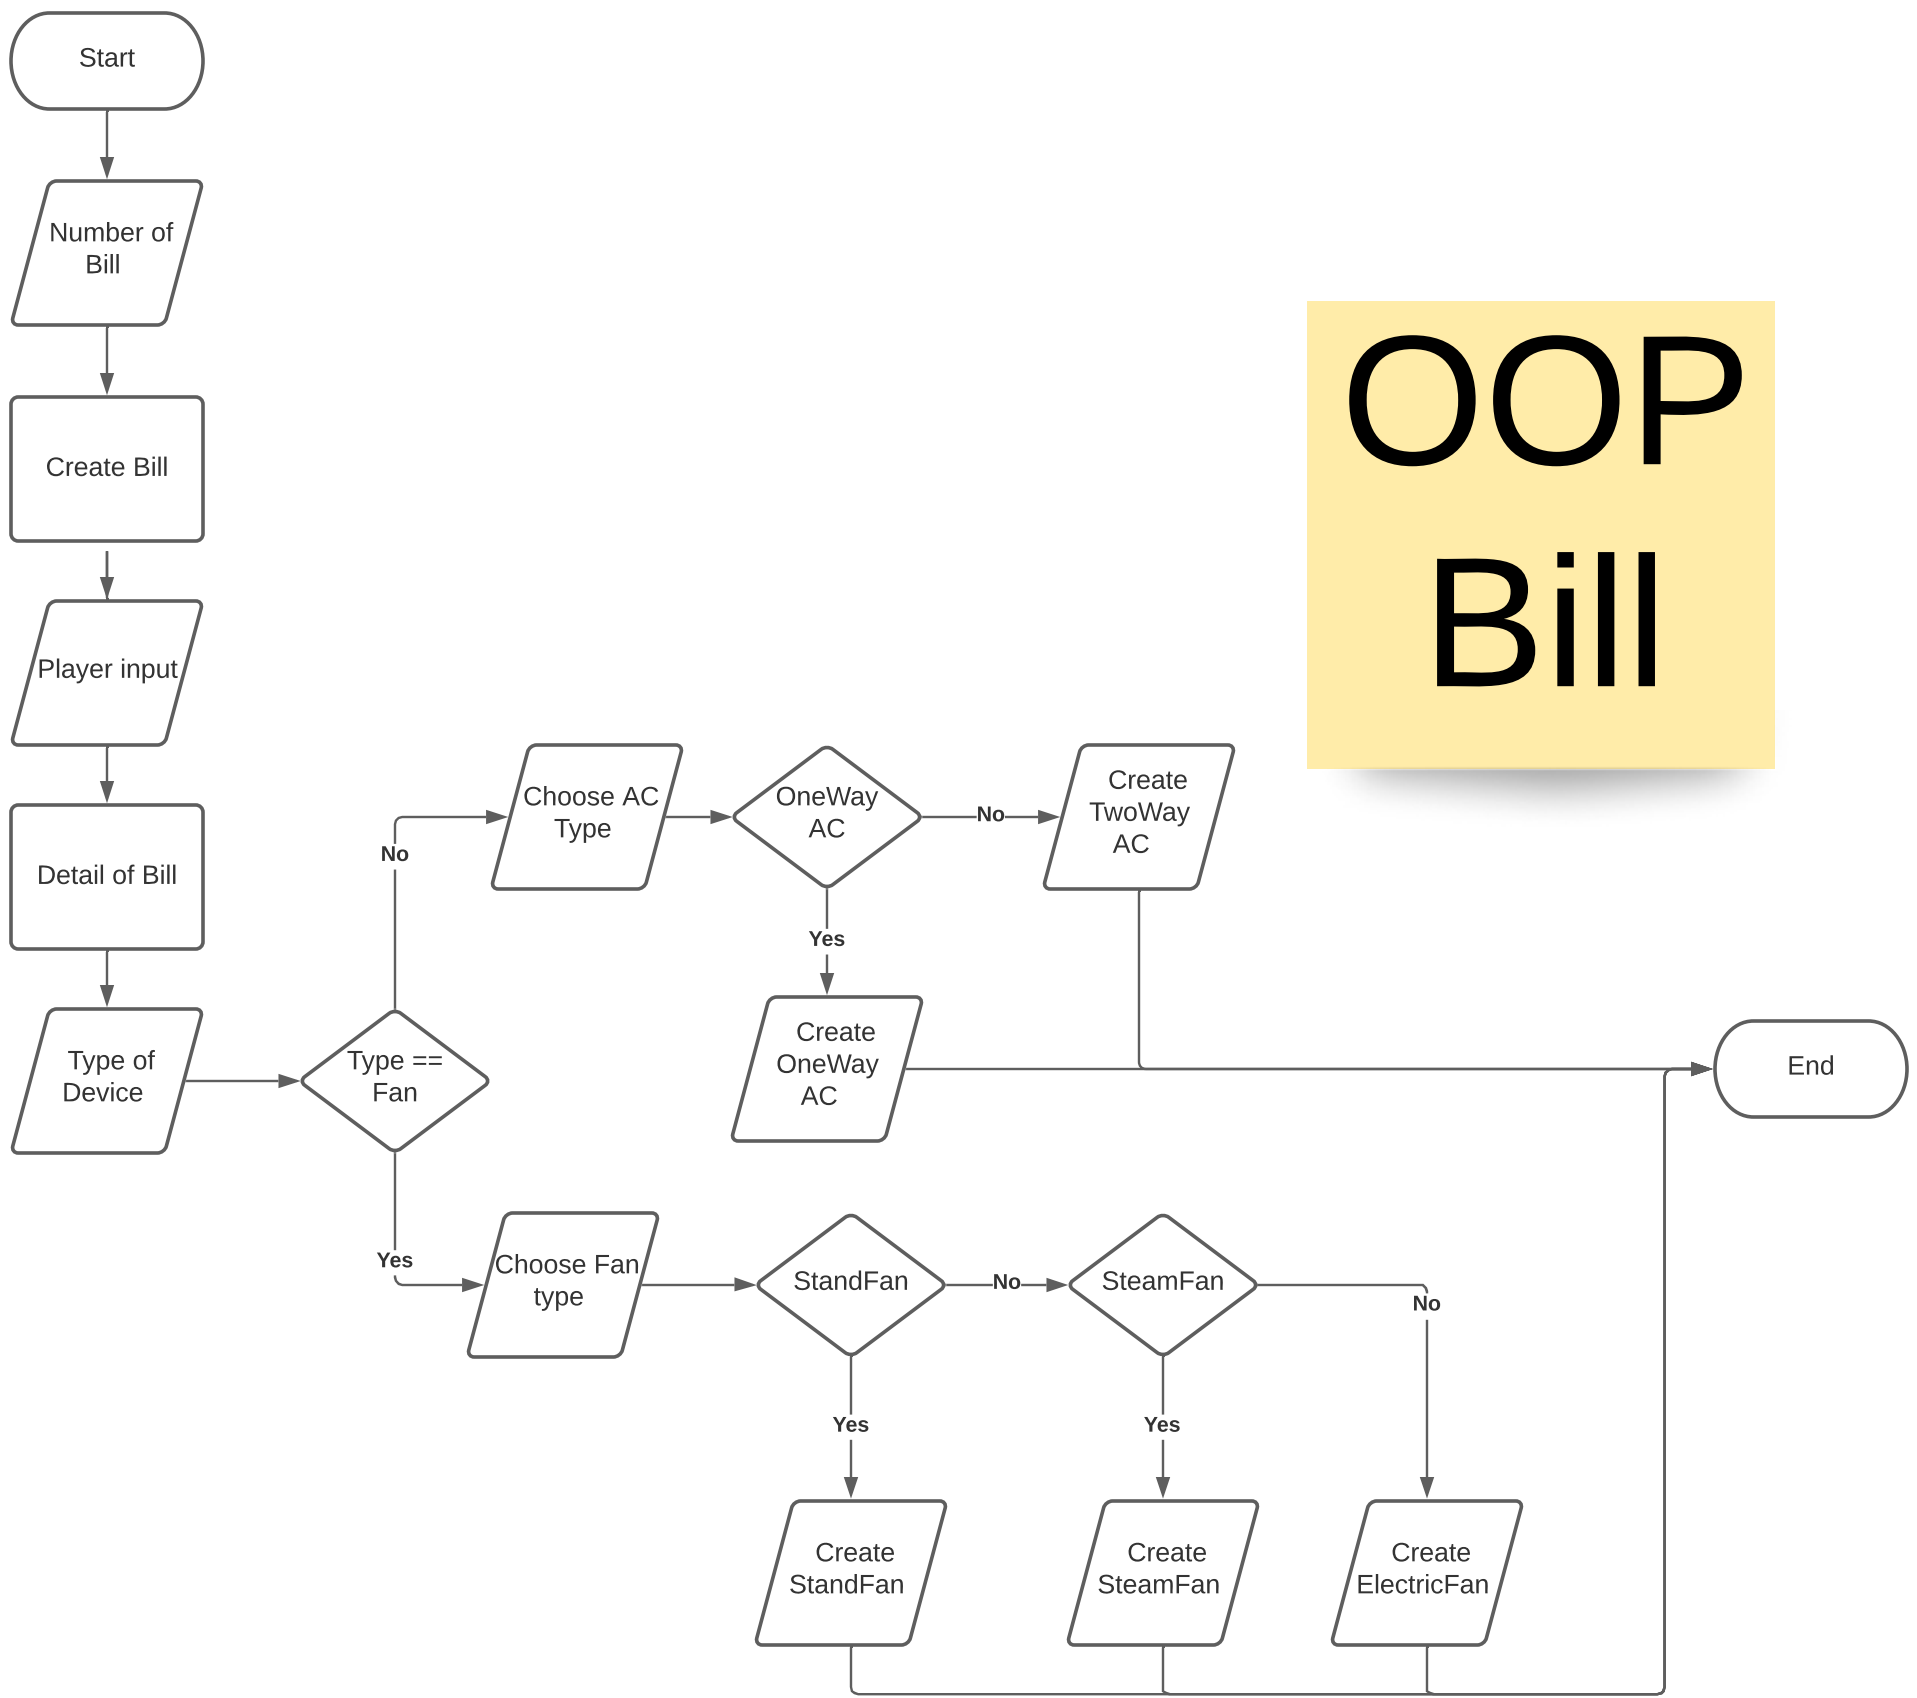 Start
Number of
Bill
Create Bill
Player input
Detail of Bill
Type of
Device
Type ==
Fan
No
Choose AC
Type
OneWay
AC
No
Create
TwoWay
AC
Yes
Create
OneWay
AC
Yes
Choose Fan
type
StandFan
No
SteamFan
No
Yes
Yes
Create
StandFan
Create
SteamFan
Create
ElectricFan
End
OOP
Bill